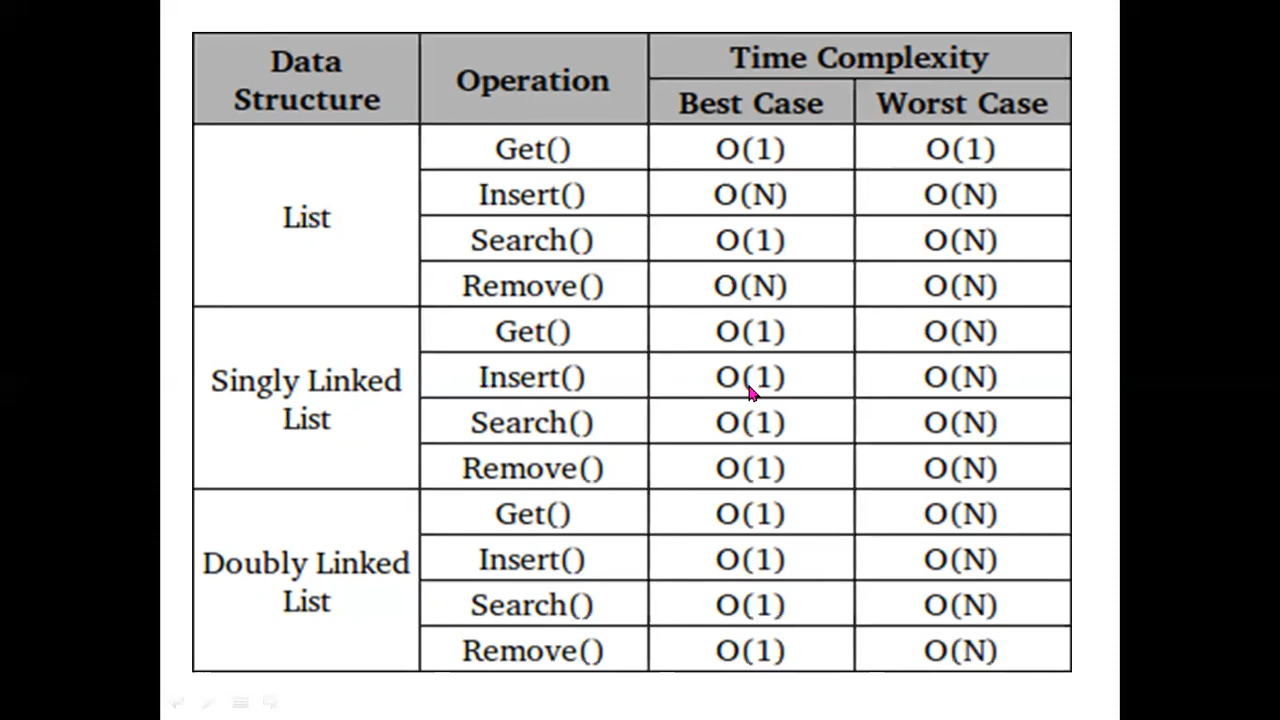 Data Structure Operation Time Complexity
Best Case Worst Case
List
Get() O(1) O(1)
Insert() O(N) O(N)
Search() O(1) O(N)
Remove() O(N) O(N)
Singly Linked List
Get() O(1) O(N)
Insert() O(1) O(N)
Search() O(1) O(N)
Remove() O(1) O(N)
Doubly Linked List
Get() O(1) O(N)
Insert() O(1) O(N)
Search() O(1) O(N)
Remove() O(1) O(N)